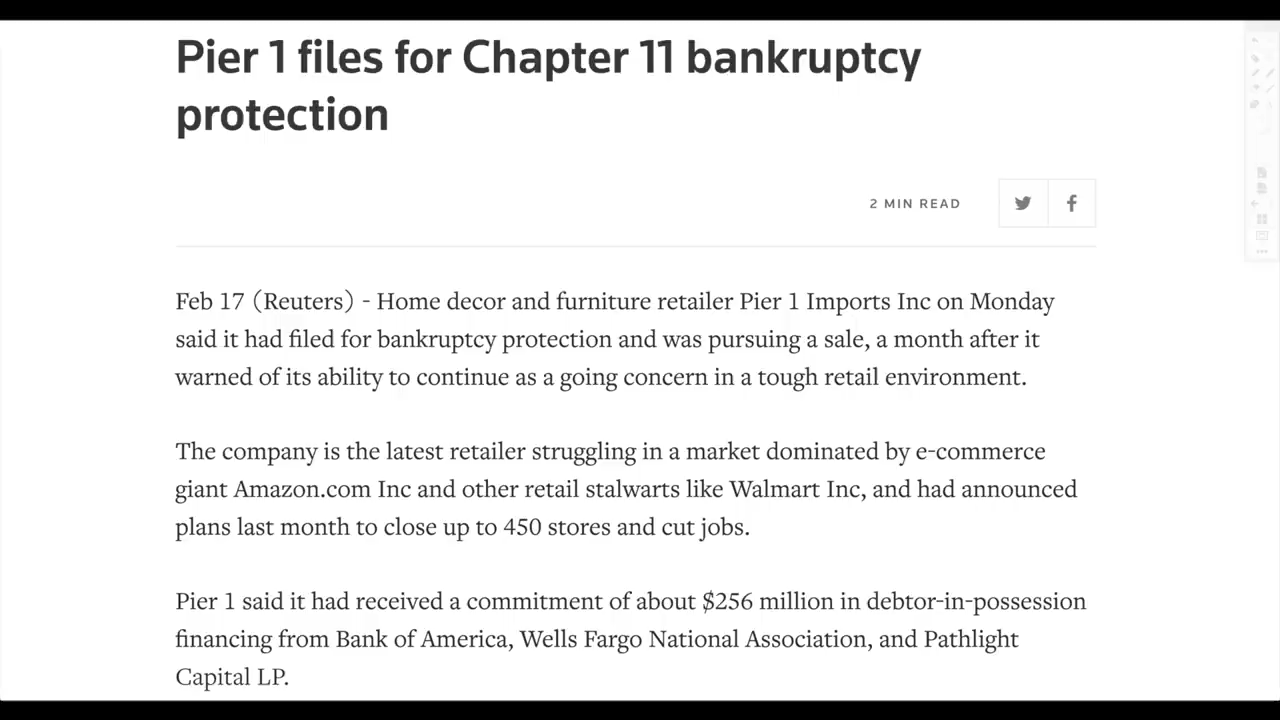 Pier 1 files for Chapter 11 bankruptcy
protection
2 MIN READ
Feb 17 (Reuters) - Home decor and furniture retailer Pier 1 Imports Inc on Monday
said it had filed for bankruptcy protection and was pursuing a sale, a month after it
warned of its ability to continue as a going concern in a tough retail environment.
The company is the latest retailer struggling in a market dominated by e-commerce
giant Amazon.com Inc and other retail stalwarts like Walmart Inc, and had announced
plans last month to close up to 450 stores and cut jobs.
Pier 1 said it had received a commitment of about $256 million in debtor-in-possession
financing from Bank of America, Wells Fargo National Association, and Pathlight
Capital LP.